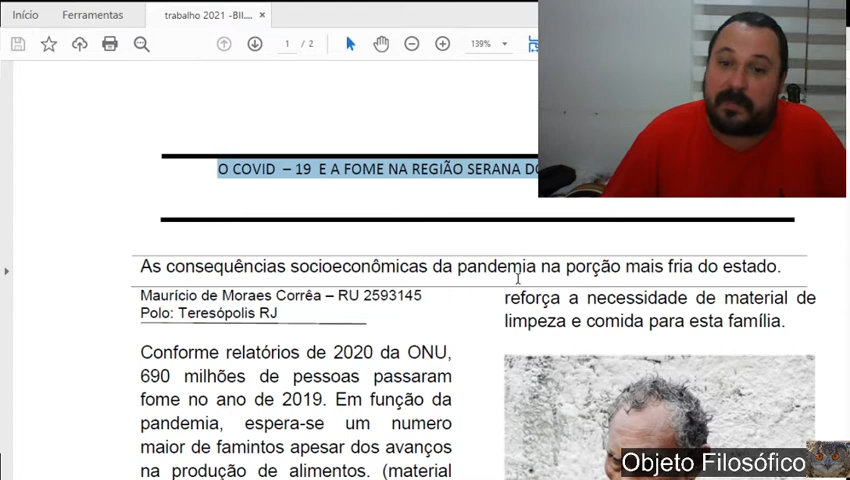 Início
Ferramentas
trabalho 2021 -BII....
×
1 / 2
139%
O COVID – 19 E A FOME NA REGIÃO SERANA DO
As consequências socioeconômicas da pandemia na porção mais fria do estado.
Maurício de Moraes Corrêa – RU 2593145
Polo: Teresópolis RJ
Conforme relatórios de 2020 da ONU,
690 milhões de pessoas passaram
fome no ano de 2019. Em função da
pandemia, espera-se um numero
maior de famintos apesar dos avanços
na produção de alimentos. (material
reforça a necessidade de material de
limpeza e comida para esta família.
Objeto Filosófico